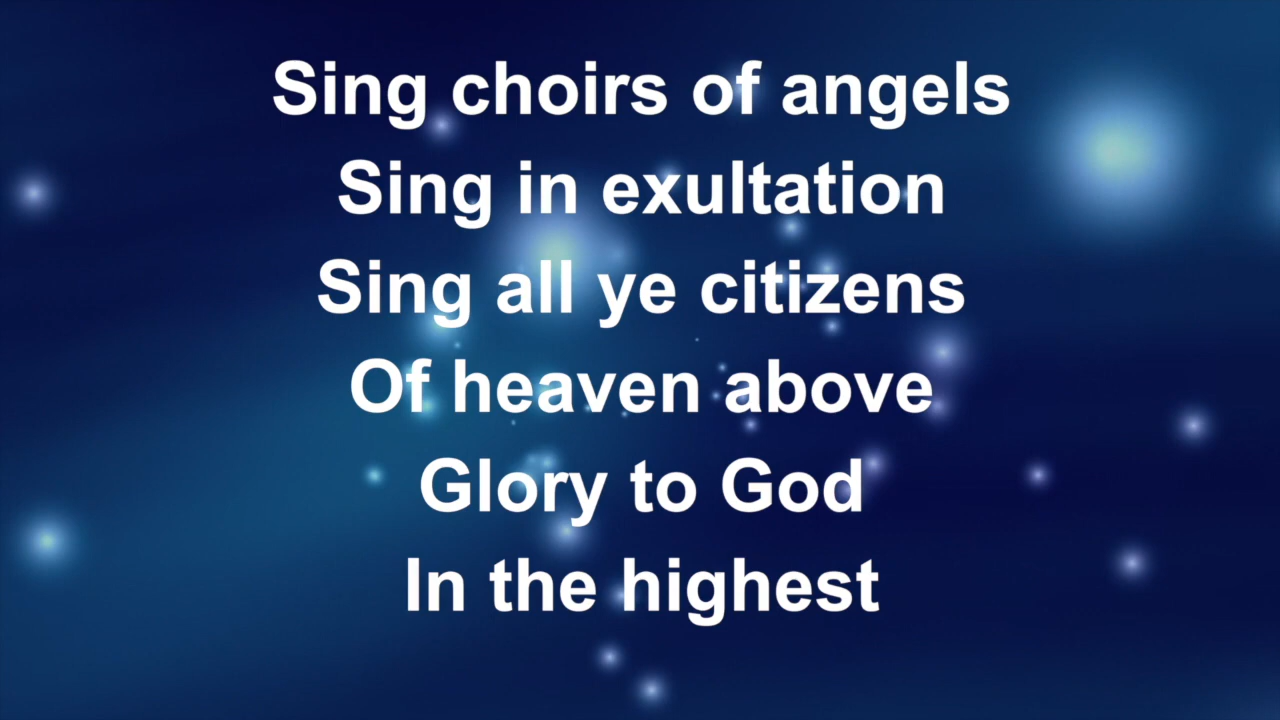 Sing choirs of angels
Sing in exultation
Sing all ye citizens
Of heaven above
Glory to God
In the highest